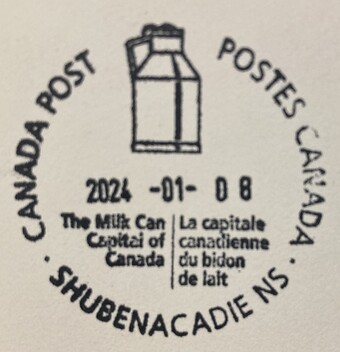 CANADA POST
POSTES CANADA
2024 -01- 08
The Milk Can
Capital of
Canada
La capitale
canadienne
du bidon
de lait
· SHUBENACADIE NS ·